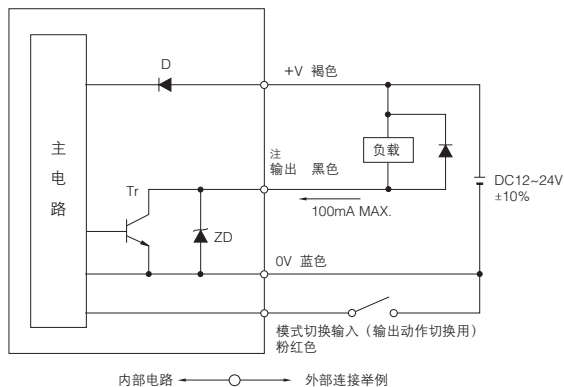 D
+V 褐色
主
电
路
负载
注
输出 黑色
DC12~24V
±10%
Tr
100mA MAX.
ZD
0V 蓝色
模式切换输入（输出动作切换用）
粉红色
内部电路
外部连接举例